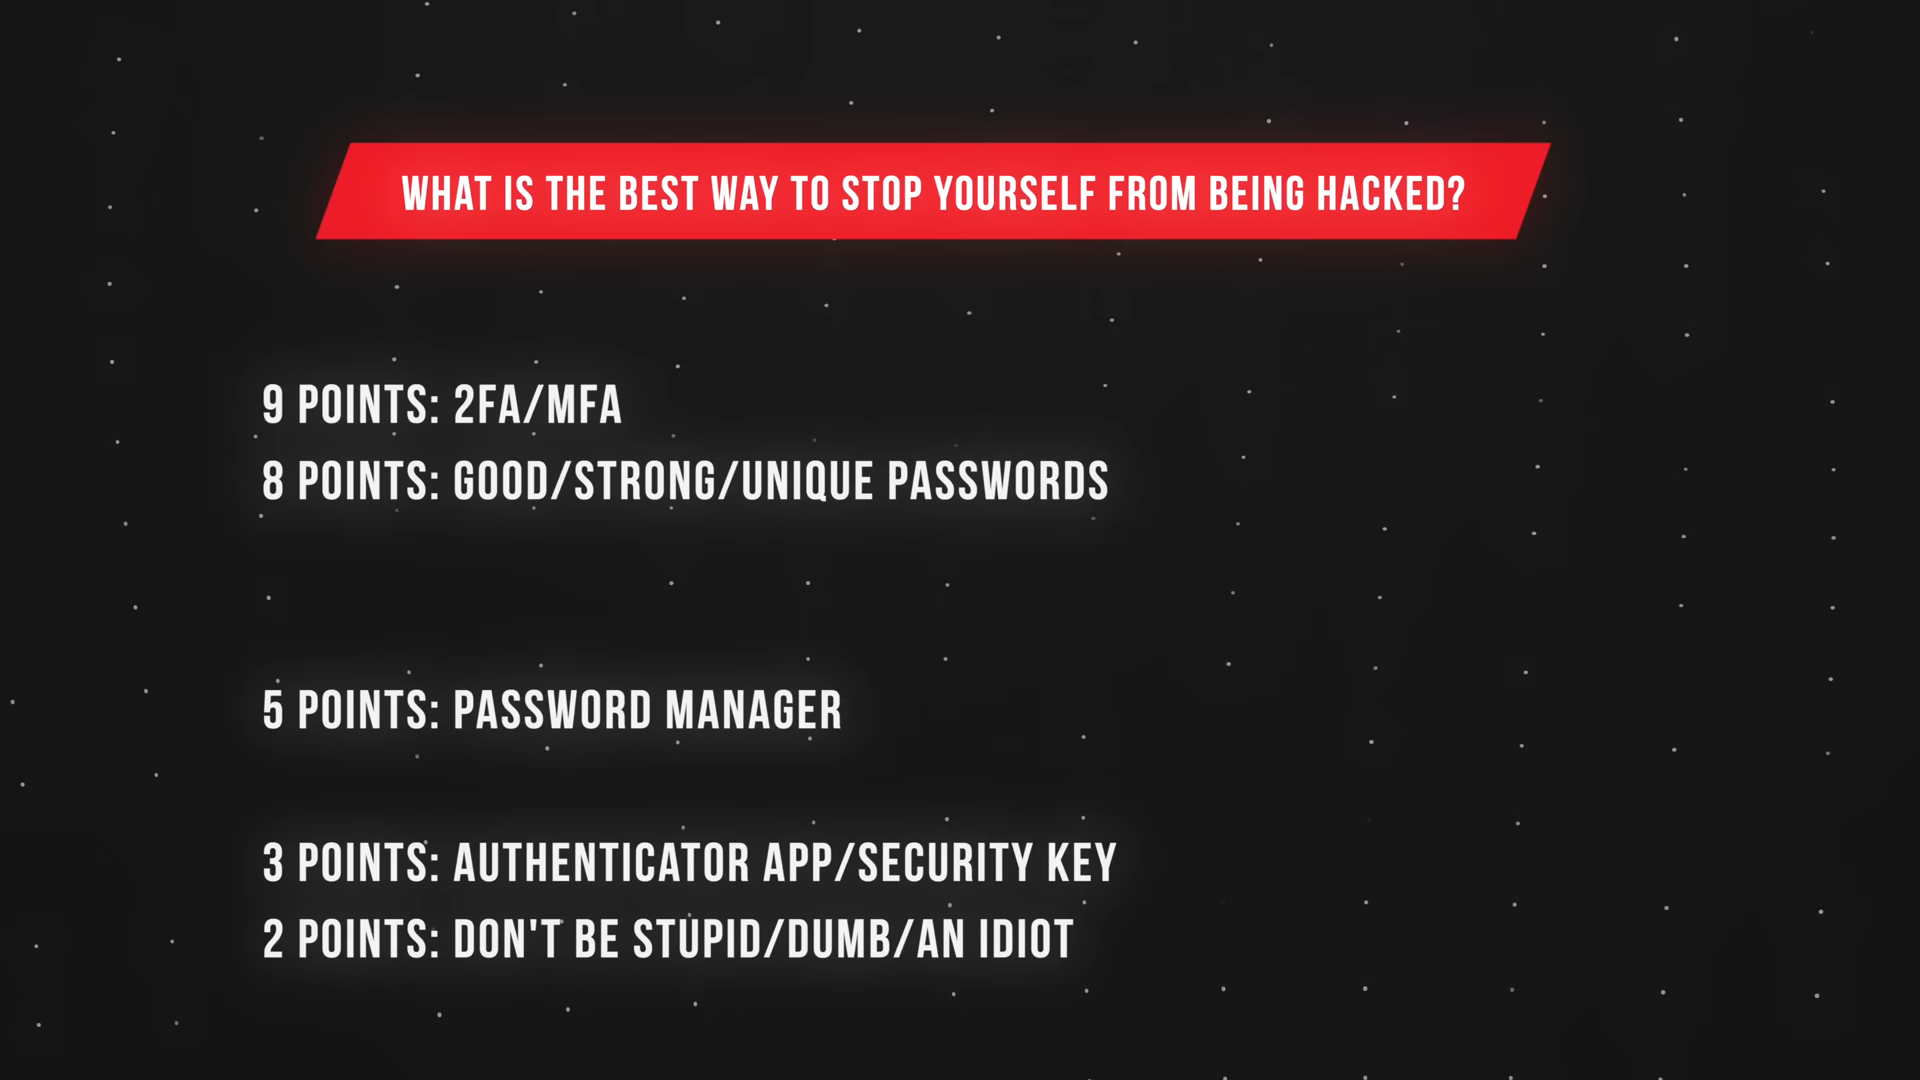 WHAT IS THE BEST WAY TO STOP YOURSELF FROM BEING HACKED?
9 POINTS: 2FA/MFA
8 POINTS: GOOD/STRONG/UNIQUE PASSWORDS
5 POINTS: PASSWORD MANAGER
3 POINTS: AUTHENTICATOR APP/SECURITY KEY
2 POINTS: DON'T BE STUPID/DUMB/AN IDIOT